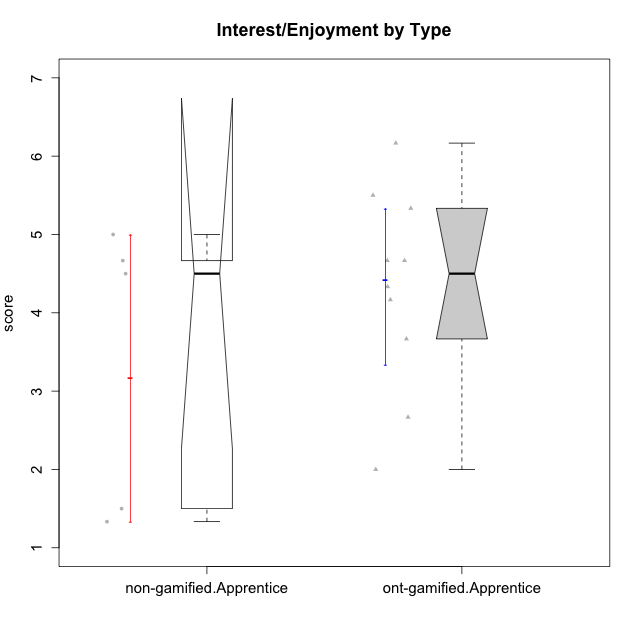 Interest/Enjoyment by Type
7
6
5
4
3
2
1
score
non-gamified.Apprentice
ont-gamified.Apprentice